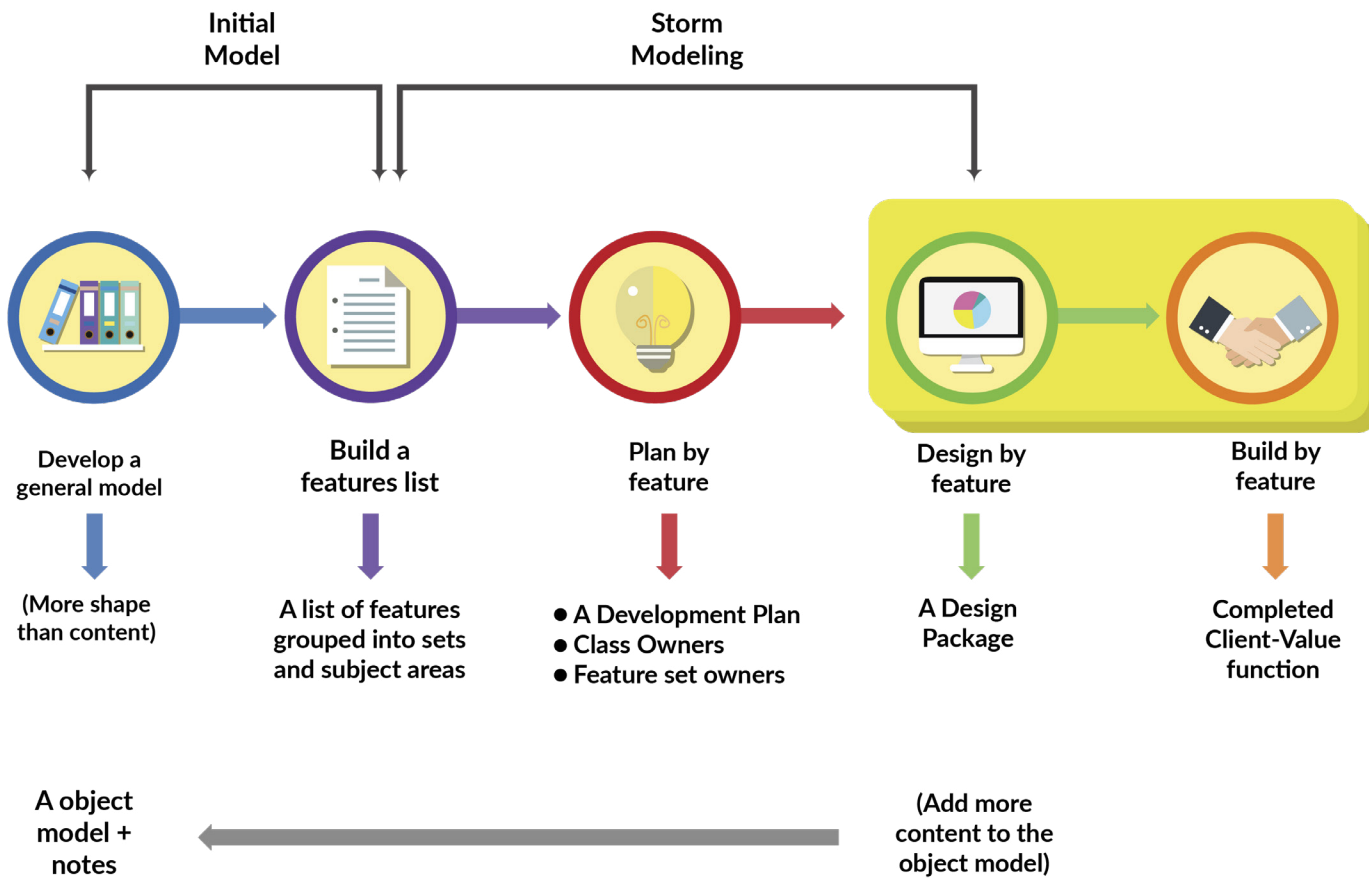 Initial
Model
Storm
Modeling
Develop a
general model
Build a
features list
Plan by
feature
Design by
feature
Build by
feature
(More shape
than content)
A list of features
grouped into sets
and subject areas
● A Development Plan
● Class Owners
● Feature set owners
A Design
Package
Completed
Client-Value
function
A object
model +
notes
(Add more
content to the
object model)